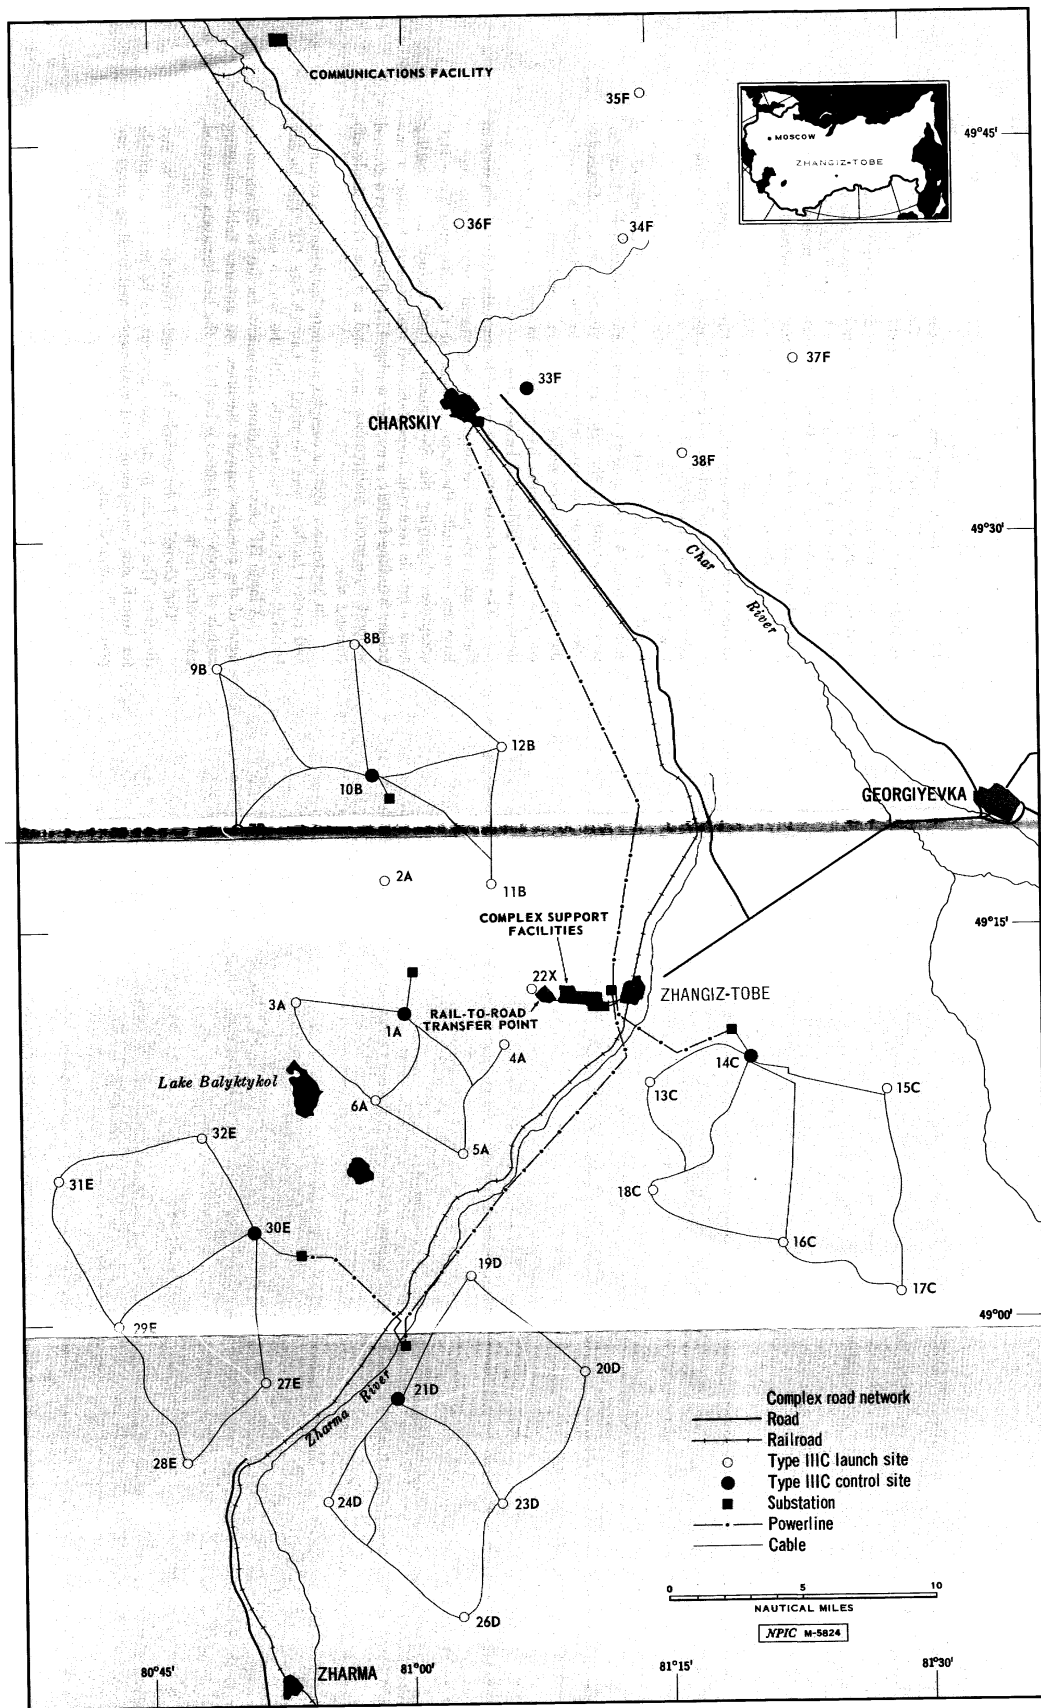 COMMUNICATIONS FACILITY
35F
49°45'
MOSCOW
ZHANGIZ-TOBE
36F
34F
37F
33F
CHARSKIY
38F
49°30'
Char
River
8B
9B
12B
10B
GEORGIYEVKA
2A
11B
COMPLEX SUPPORT
FACILITIES
49°15'
22X
3A
ZHANGIZ-TOBE
RAIL-TO-ROAD
TRANSFER POINT
1A
4A
14C
Lake Balyktykol
13C
15C
6A
32E
5A
31E
18C
30E
16C
19D
17C
49°00'
29E
20D
27E
21D
Zharma River
28E
24D
23D
26D
Complex road network
Road
Railroad
Type IIIC launch site
Type IIIC control site
Substation
Powerline
Cable
0 5 10
NAUTICAL MILES
NPIC M-5824
ZHARMA
80°45'
81°00'
81°15'
81°30'